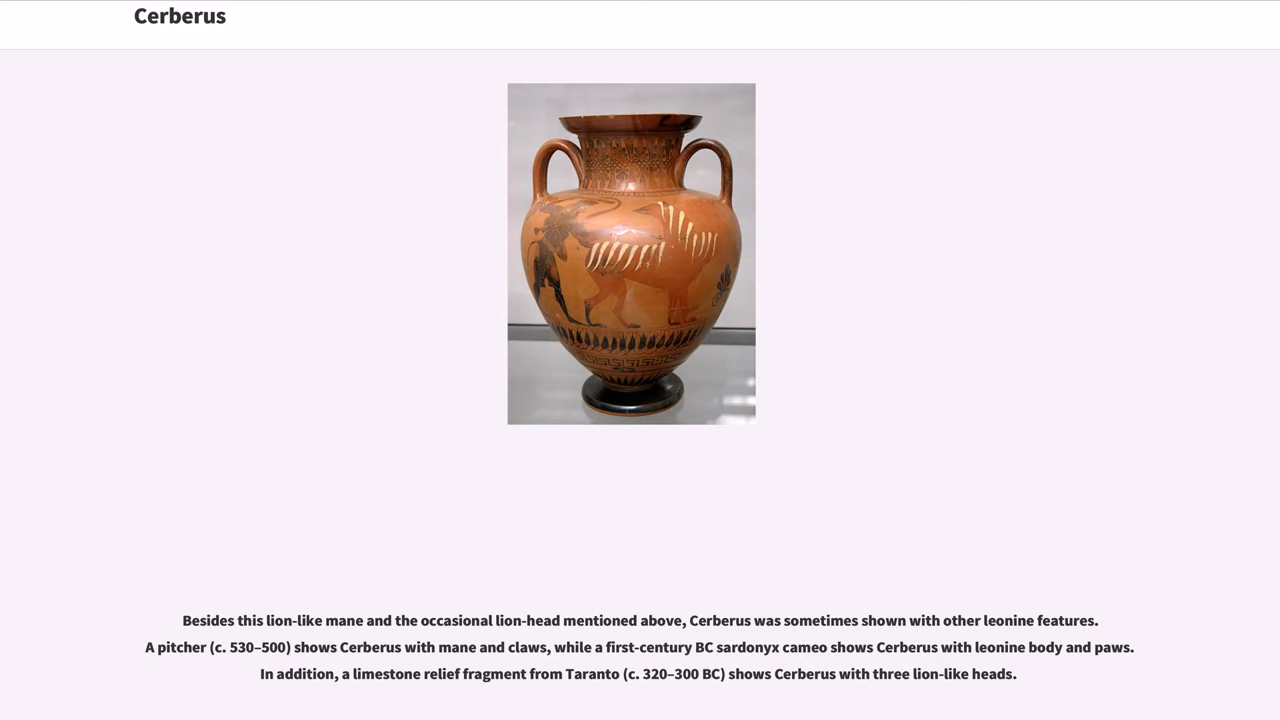 Cerberus
Besides this lion-like mane and the occasional lion-head mentioned above, Cerberus was sometimes shown with other leonine features.
A pitcher (c. 530–500) shows Cerberus with mane and claws, while a first-century BC sardonyx cameo shows Cerberus with leonine body and paws.
In addition, a limestone relief fragment from Taranto (c. 320–300 BC) shows Cerberus with three lion-like heads.